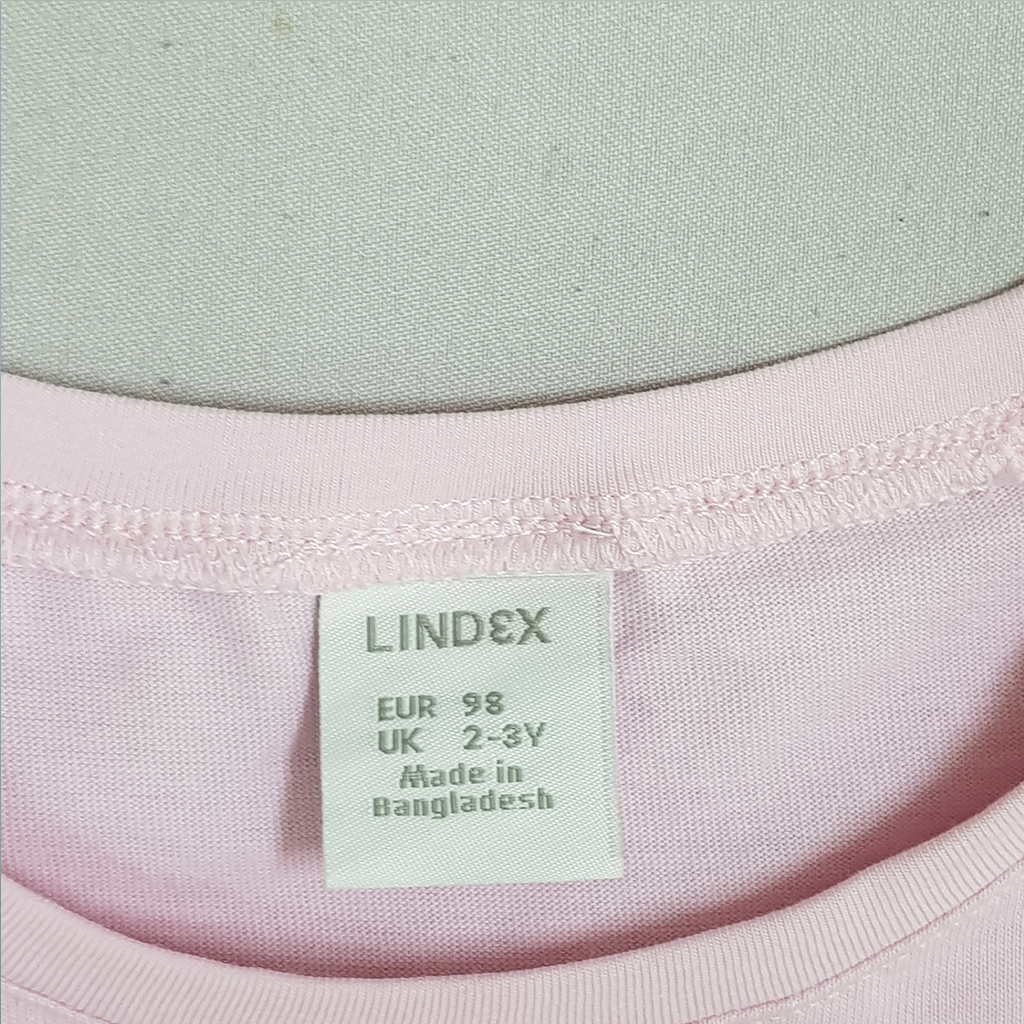 LINDEX
EUR 98
UK 2-3Y
Made in
Bangladesh